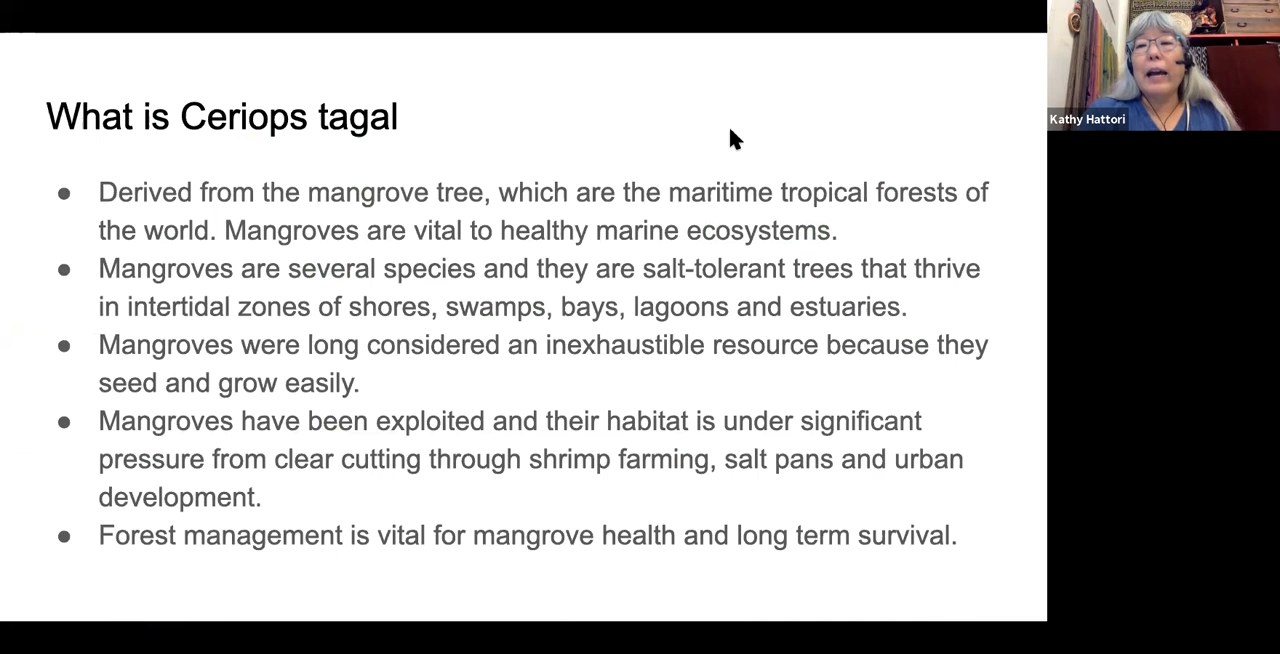 What is Ceriops tagal
Kathy Hattori
● Derived from the mangrove tree, which are the maritime tropical forests of
the world. Mangroves are vital to healthy marine ecosystems.
● Mangroves are several species and they are salt-tolerant trees that thrive
in intertidal zones of shores, swamps, bays, lagoons and estuaries.
● Mangroves were long considered an inexhaustible resource because they
seed and grow easily.
● Mangroves have been exploited and their habitat is under significant
pressure from clear cutting through shrimp farming, salt pans and urban
development.
● Forest management is vital for mangrove health and long term survival.